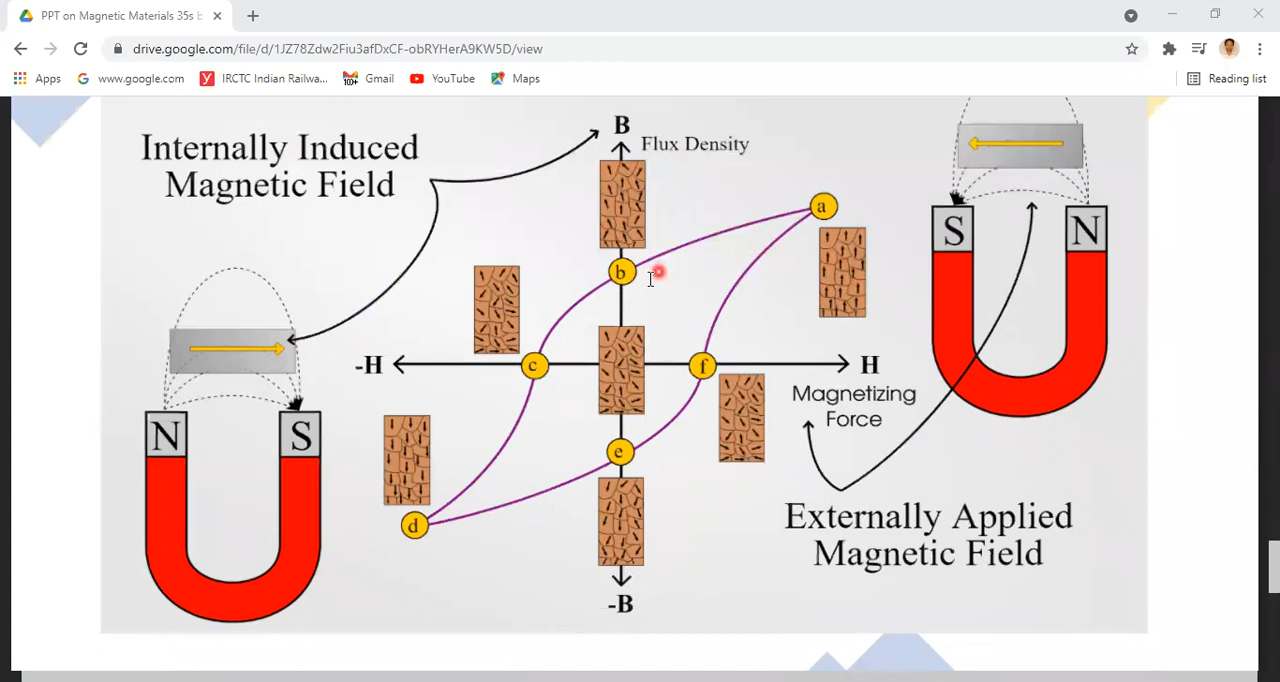 PPT on Magnetic Materials 35s b
drive.google.com/file/d/1JZ78Zdw2Fiu3afDxCF-obRYHerA9KW5D/view
Apps
www.google.com
IRCTC Indian Railwa...
100+
Gmail
YouTube
Maps
Reading list
Internally Induced
Magnetic Field
B
Flux Density
a
b
S
N
-H
c
f
H
Magnetizing
Force
N
S
e
d
Externally Applied
Magnetic Field
-B